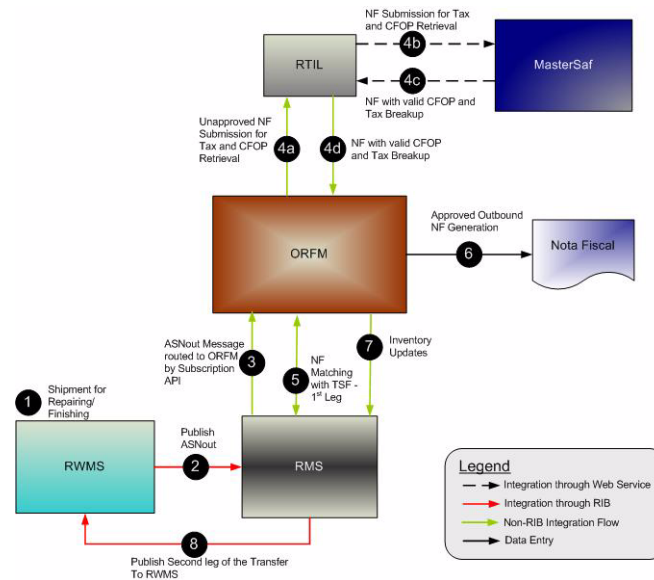 NF Submission for Tax
and CFOP Retrieval
4b
RTIL
MasterSaf
4c
NF with valid CFOP and
Tax Breakup
Unapproved NF
Submission for
Tax and CFOP
Retrieval
4a
4d
NF with valid CFOP
and Tax Breakup
ORFM
Approved Outbound
NF Generation
6
Nota Fiscal
ASNout Message
routed to ORFM
by Subscription
API
3
5
NF
Matching
with TSF -
1st Leg
7
Inventory
Updates
1
Shipment for
Repairing/
Finishing
RWMS
Publish
ASNout
2
RMS
8
Publish Second leg of the Transfer
To RWMS
Legend
Integration through Web Service
Integration through RIB
Non-RIB Integration Flow
Data Entry